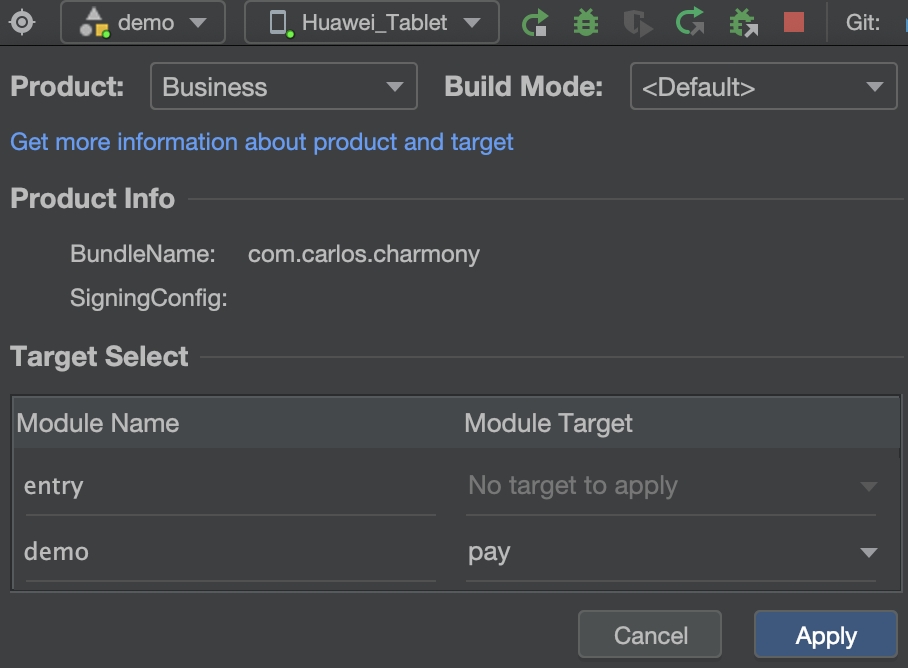 demo Huawei_Tablet Git:
Product: Business Build Mode: <Default>
Get more information about product and target
Product Info
BundleName: com.carlos.charmony
SigningConfig:
Target Select
Module Name Module Target
entry No target to apply
demo pay
Cancel Apply